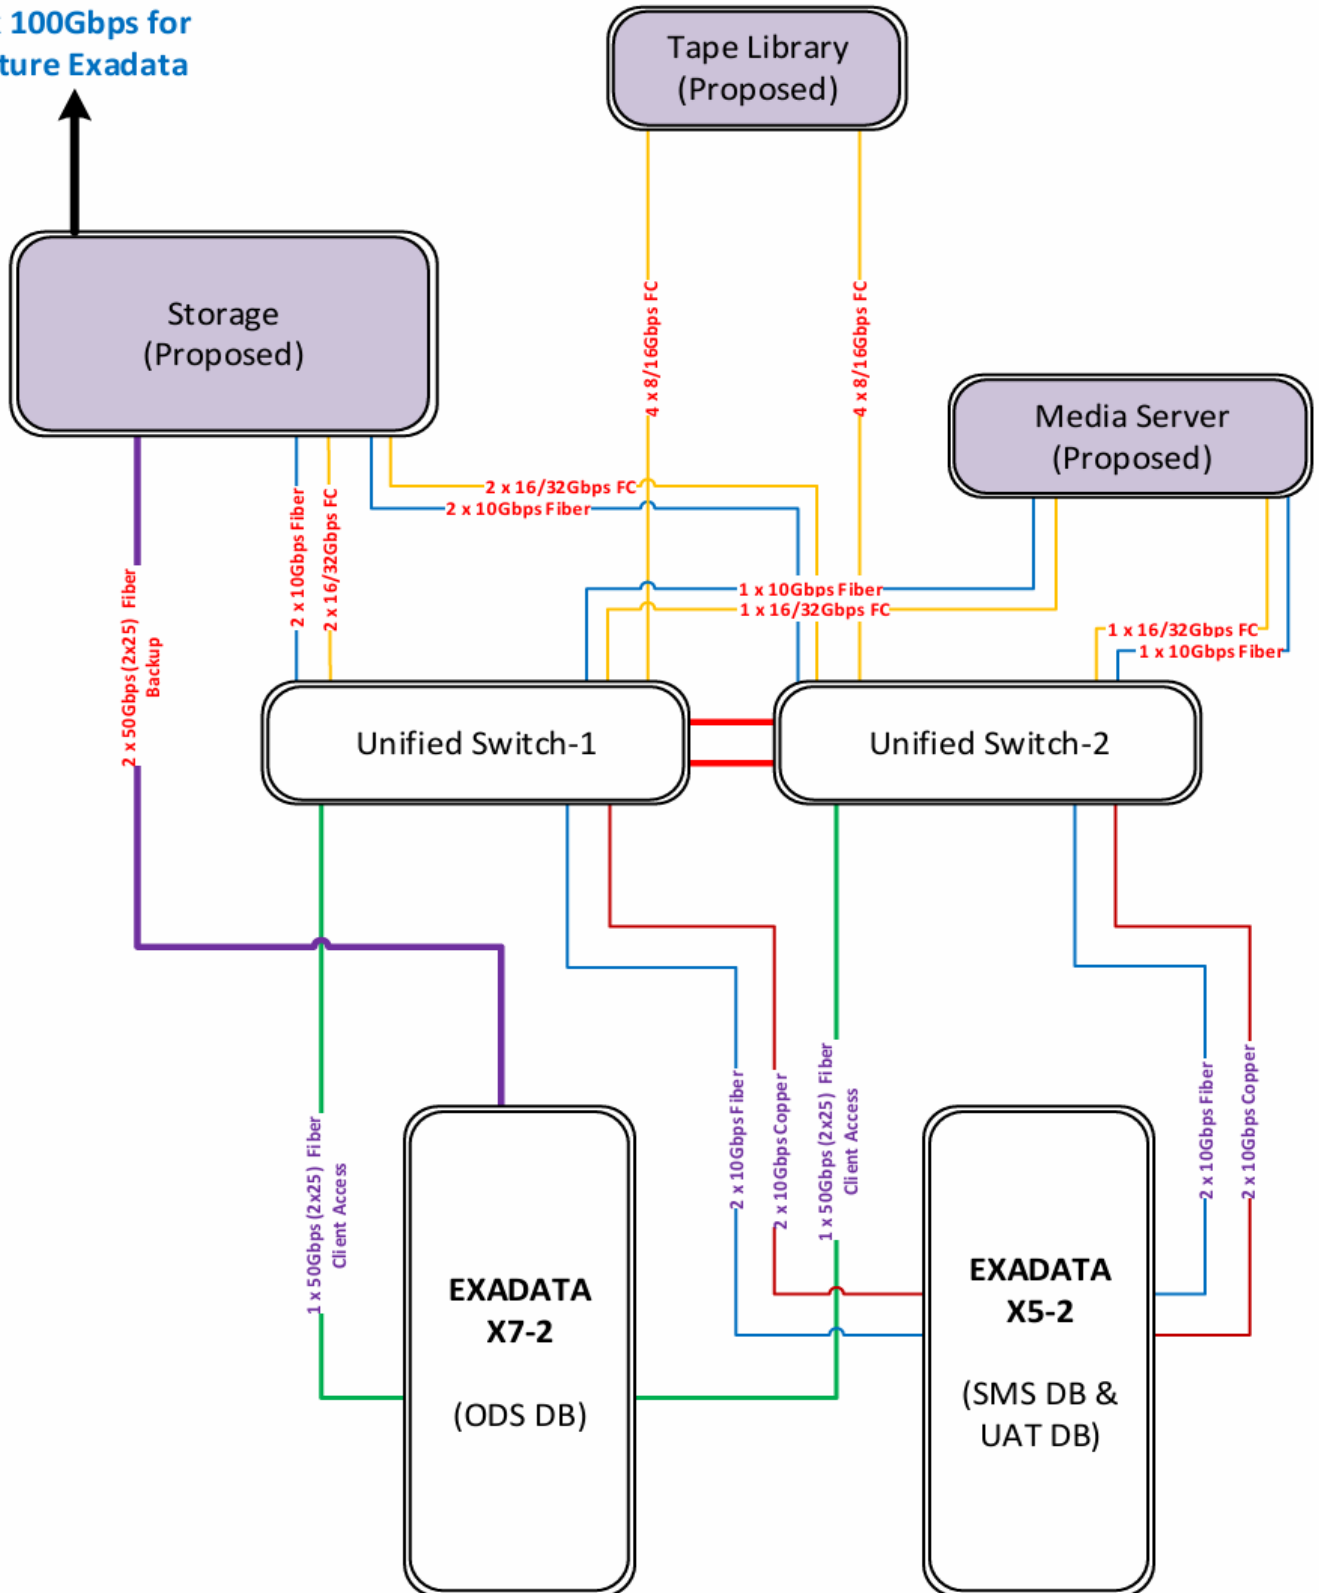 100Gbps for
Exadata
Tape Library
(Proposed)
Storage
(Proposed)
Media Server
(Proposed)
4 x 8/16Gbps FC
4 x 8/16Gbps FC
2 x 16/32Gbps FC
2 x 10Gbps Fiber
2 x 10Gbps Fiber
2 x 16/32Gbps FC
1 x 10Gbps Fiber
1 x 16/32Gbps FC
1 x 16/32Gbps FC
1 x 10Gbps Fiber
2 x 50Gbps (2x25) Fiber
Backup
Unified Switch-1
Unified Switch-2
1 x 50Gbps (2x25) Fiber
Client Access
2 x 10Gbps Fiber
2 x 10Gbps Copper
1 x 50Gbps (2x25) Fiber
Client Access
2 x 10Gbps Fiber
2 x 10Gbps Copper
EXADATA
X7-2
(ODS DB)
EXADATA
X5-2
(SMS DB &
UAT DB)